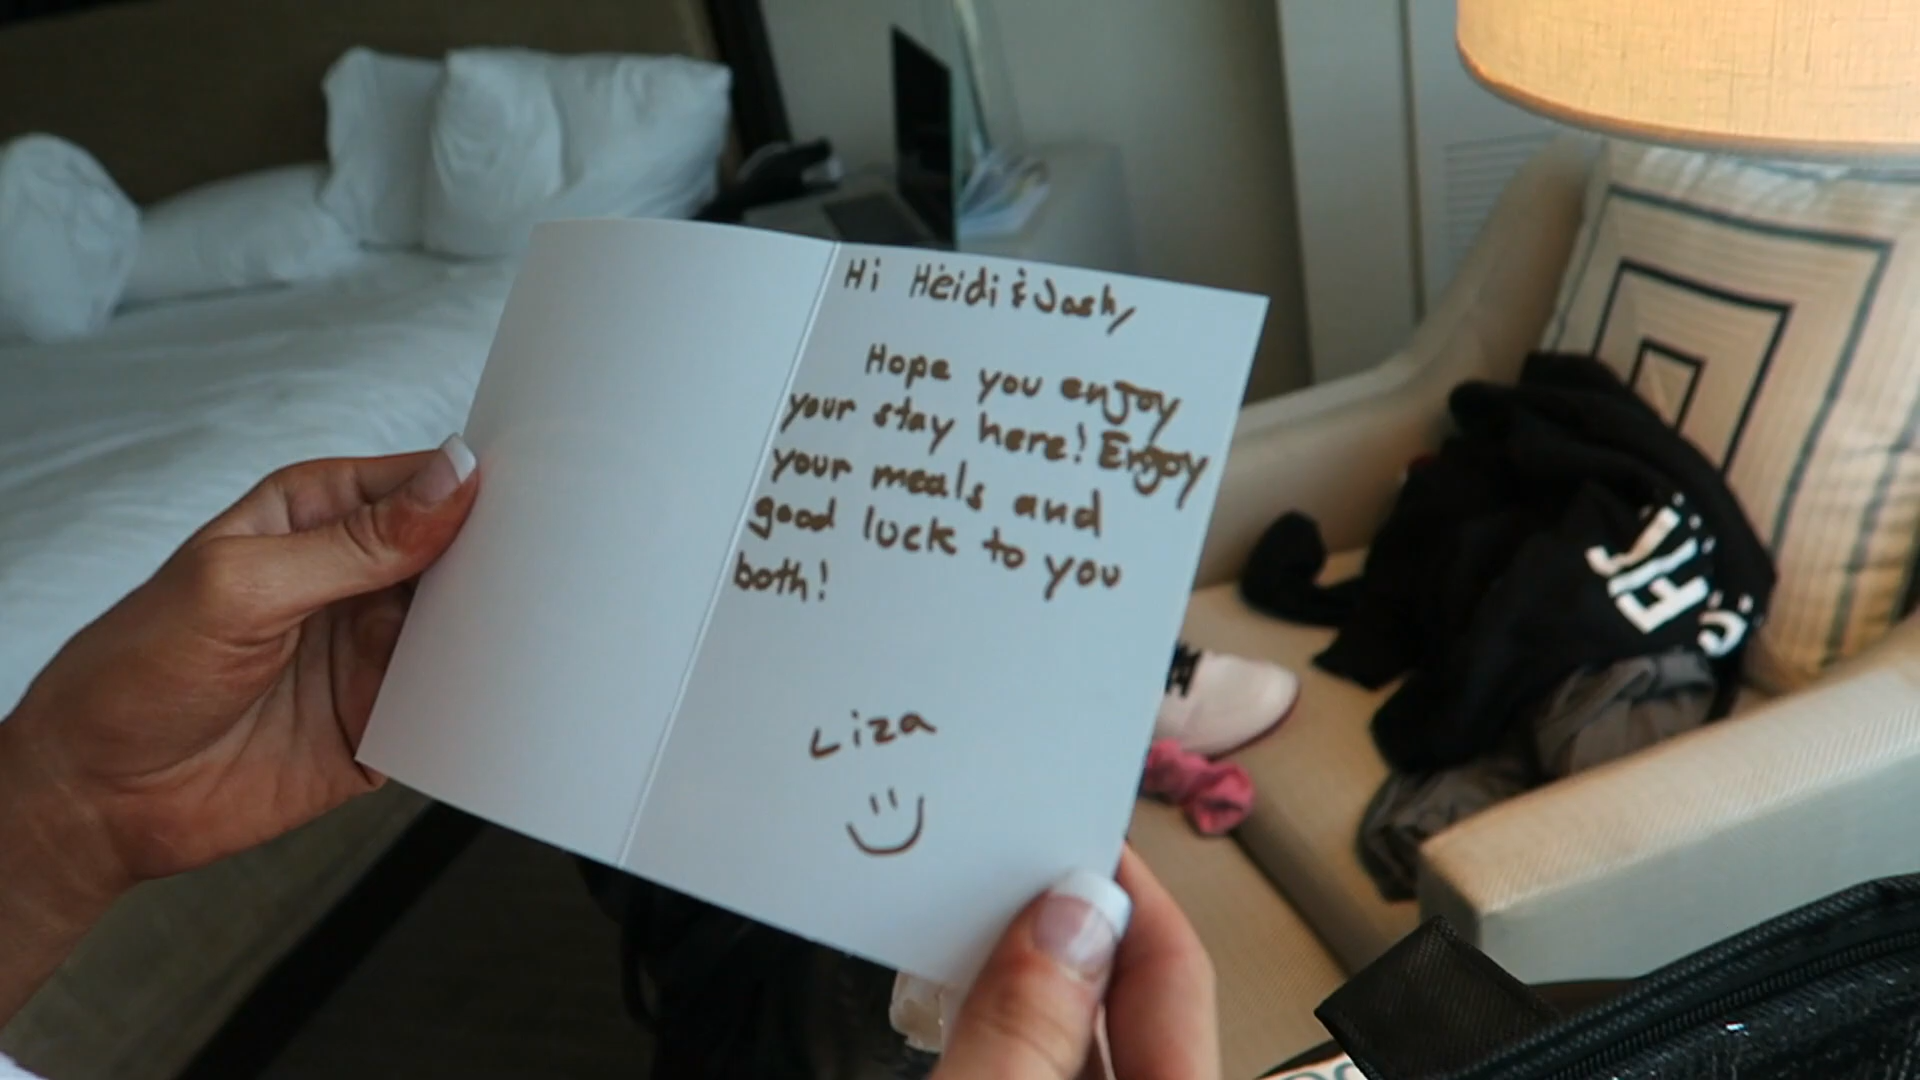 Hi Heidi & Josh,
Hope you enjoy
your stay here! Enjoy
your meals and
good luck to you
both!
Liza